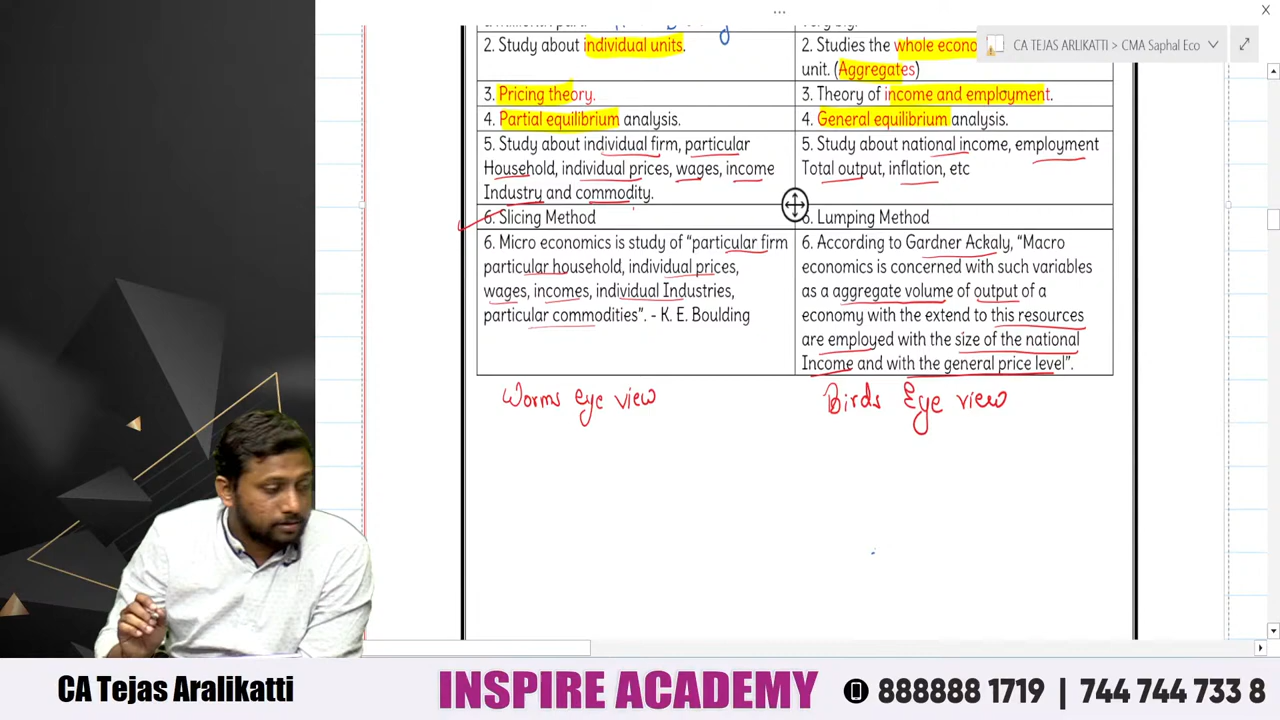 ...
CA TEJAS ARLIKATTI - CMA Saphal Eco
2. Study about individual units.
2. Studies the whole econo
unit. (Aggregates)
3. Pricing theory.
3. Theory of income and employment.
4. Partial equilibrium analysis.
4. General equilibrium analysis.
5. Study about individual firm, particular
Household, individual prices, wages, income
Industry and commodity.
5. Study about national income, employment
Total output, inflation, etc
6. Slicing Method
6. Lumping Method
6. Micro economics is study of “particular firm
particular household, individual prices,
wages, incomes, individual Industries,
particular commodities”. - K. E. Boulding
6. According to Gardner Ackaly, “Macro
economics is concerned with such variables
as a aggregate volume of output of a
economy with the extend to this resources
are employed with the size of the national
Income and with the general price level”.
Worms eye view
Birds Eye view
CA Tejas Aralikatti
INSPIRE ACADEMY
888888 1719 | 744 744 733 8